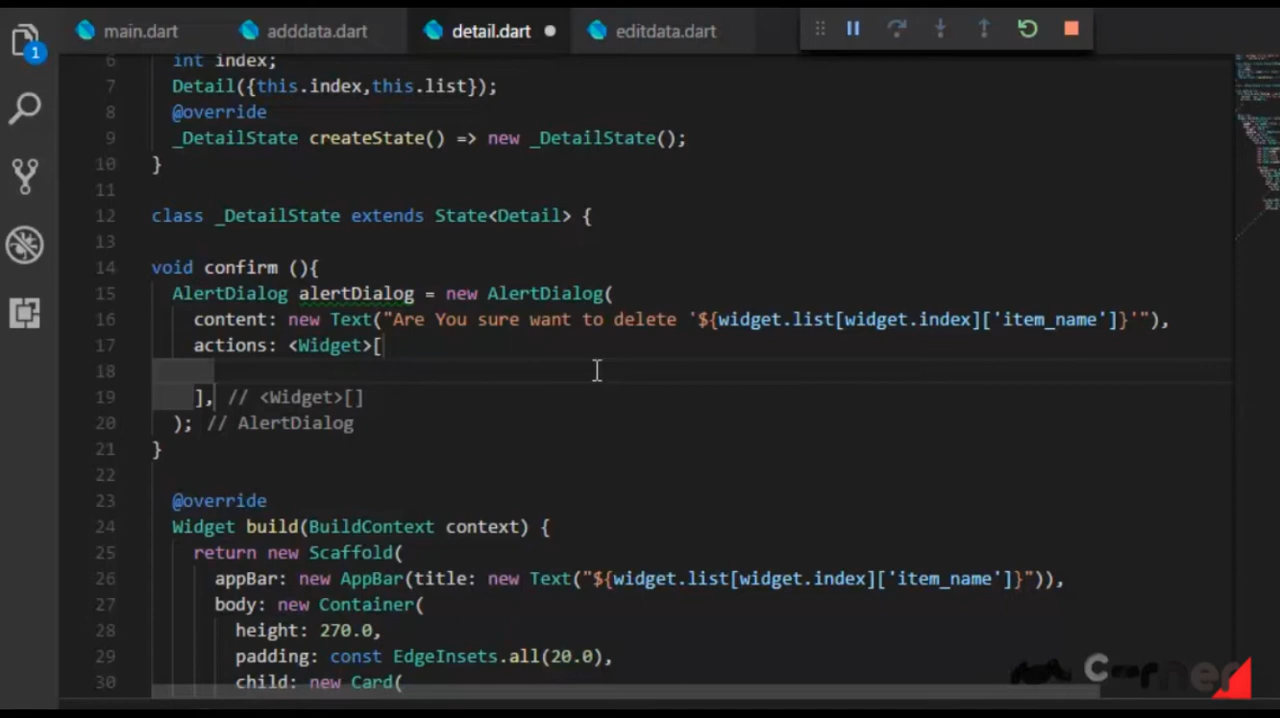 main.dart adddata.dart detail.dart editdata.dart
1
6 int index;
7 Detail({this.index,this.list});
8 @override
9 _DetailState createState() => new _DetailState();
10 }
11
12 class _DetailState extends State<Detail> {
13
14 void confirm (){
15 AlertDialog alertDialog = new AlertDialog(
16 content: new Text("Are You sure want to delete '${widget.list[widget.index]['item_name']}'"),
17 actions: <Widget>[
18
19 ], // <Widget>[]
20 ); // AlertDialog
21 }
22
23 @override
24 Widget build(BuildContext context) {
25 return new Scaffold(
26 appBar: new AppBar(title: new Text("${widget.list[widget.index]['item_name']}")),
27 body: new Container(
28 height: 270.0,
29 padding: const EdgeInsets.all(20.0),
30 child: new Card(
Corner